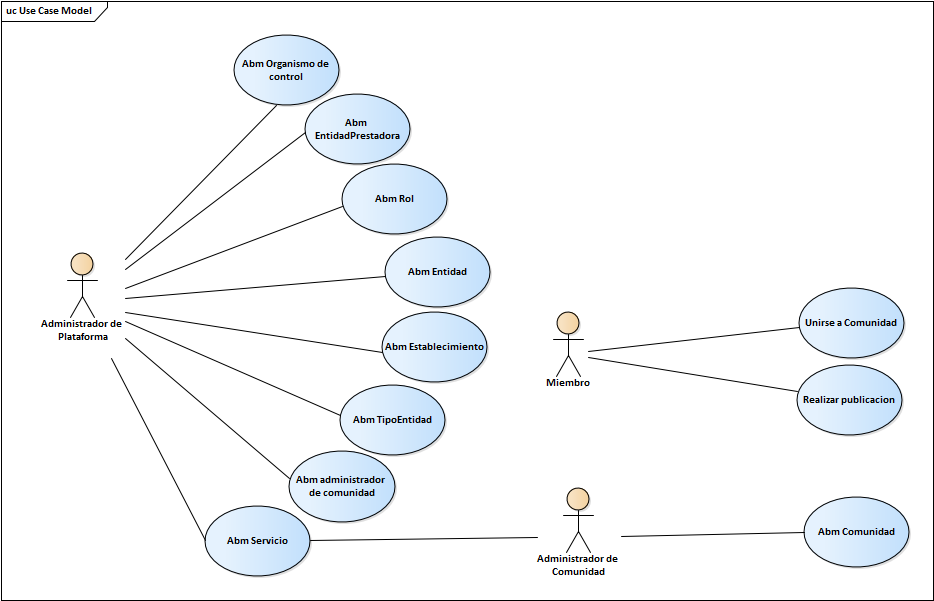 uc Use Case Model
Abm Organismo de
control
Abm
EntidadPrestadora
Abm Rol
Abm Entidad
Administrador de
Plataforma
Abm Establecimiento
Abm TipoEntidad
Abm administrador
de comunidad
Abm Servicio
Miembro
Unirse a Comunidad
Realizar publicacion
Administrador de
Comunidad
Abm Comunidad